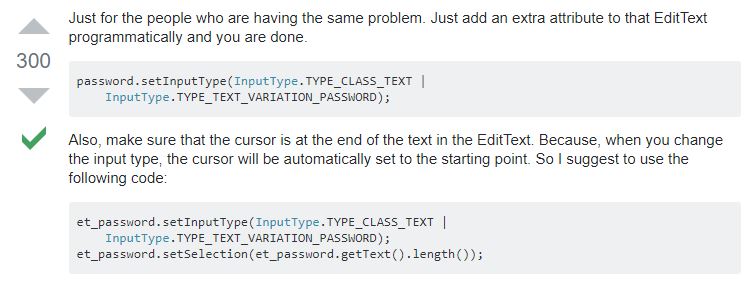 Just for the people who are having the same problem. Just add an extra attribute to that EditText
programmatically and you are done.
300
password.setInputType(InputType.TYPE_CLASS_TEXT |
    InputType.TYPE_TEXT_VARIATION_PASSWORD);
Also, make sure that the cursor is at the end of the text in the EditText. Because, when you change
the input type, the cursor will be automatically set to the starting point. So I suggest to use the
following code:
et_password.setInputType(InputType.TYPE_CLASS_TEXT |
    InputType.TYPE_TEXT_VARIATION_PASSWORD);
et_password.setSelection(et_password.getText().length());